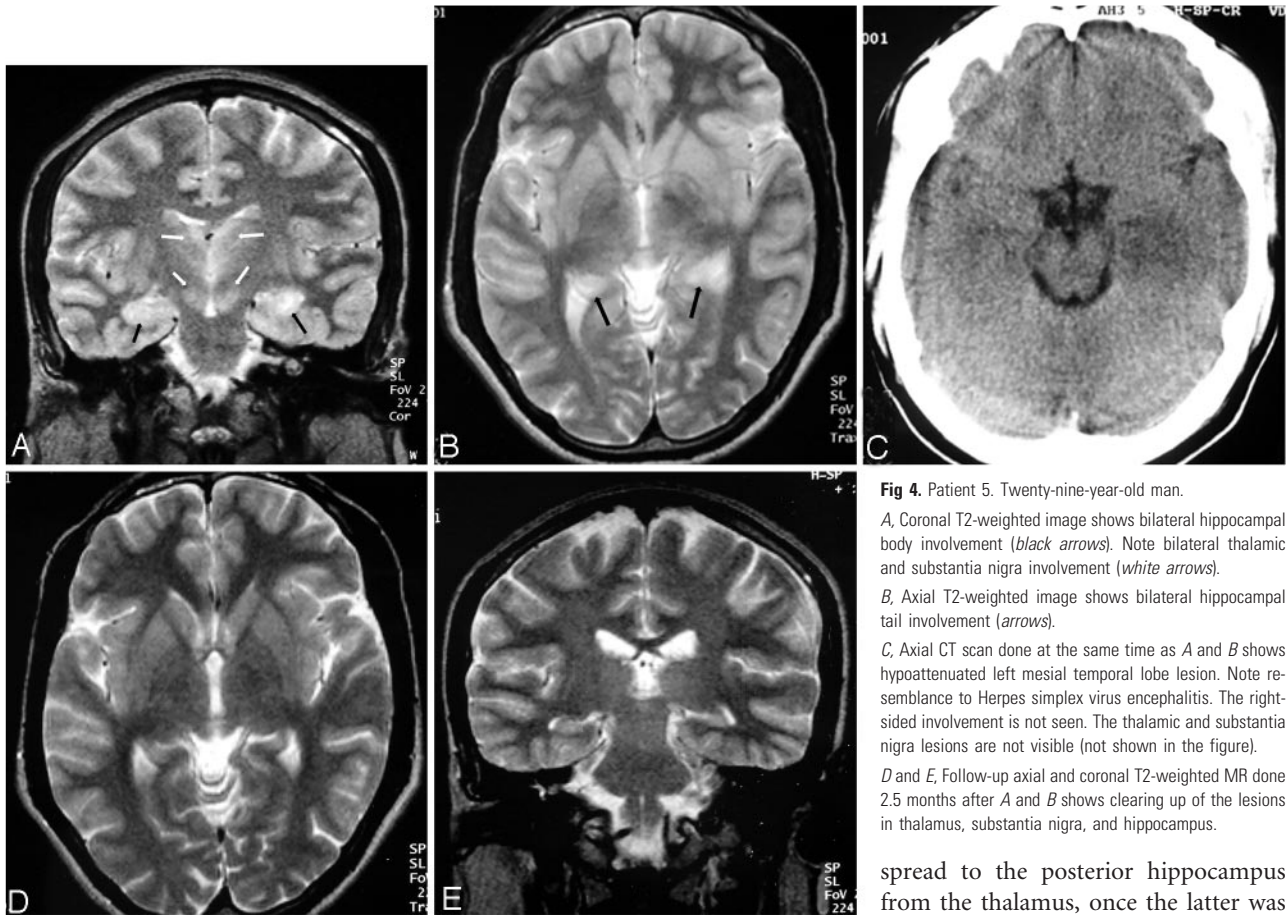 01
AH3 5 H-SP-CR VD
001
SP
SL
FoV 2
224
Cor
W
A
SP
SL
FoV
224
Tra
B
C
1
SP
SL
Fo
22
Tra
D
H-SP
+
i
SP
SL
FoV
224
E
Fig 4. Patient 5. Twenty-nine-year-old man.
A, Coronal T2-weighted image shows bilateral hippocampal
body involvement (black arrows). Note bilateral thalamic
and substantia nigra involvement (white arrows).
B, Axial T2-weighted image shows bilateral hippocampal
tail involvement (arrows).
C, Axial CT scan done at the same time as A and B shows
hypoattenuated left mesial temporal lobe lesion. Note re-
semblance to Herpes simplex virus encephalitis. The right-
sided involvement is not seen. The thalamic and substantia
nigra lesions are not visible (not shown in the figure).
D and E, Follow-up axial and coronal T2-weighted MR done
2.5 months after A and B shows clearing up of the lesions
in thalamus, substantia nigra, and hippocampus.
spread to the posterior hippocampus
from the thalamus, once the latter was